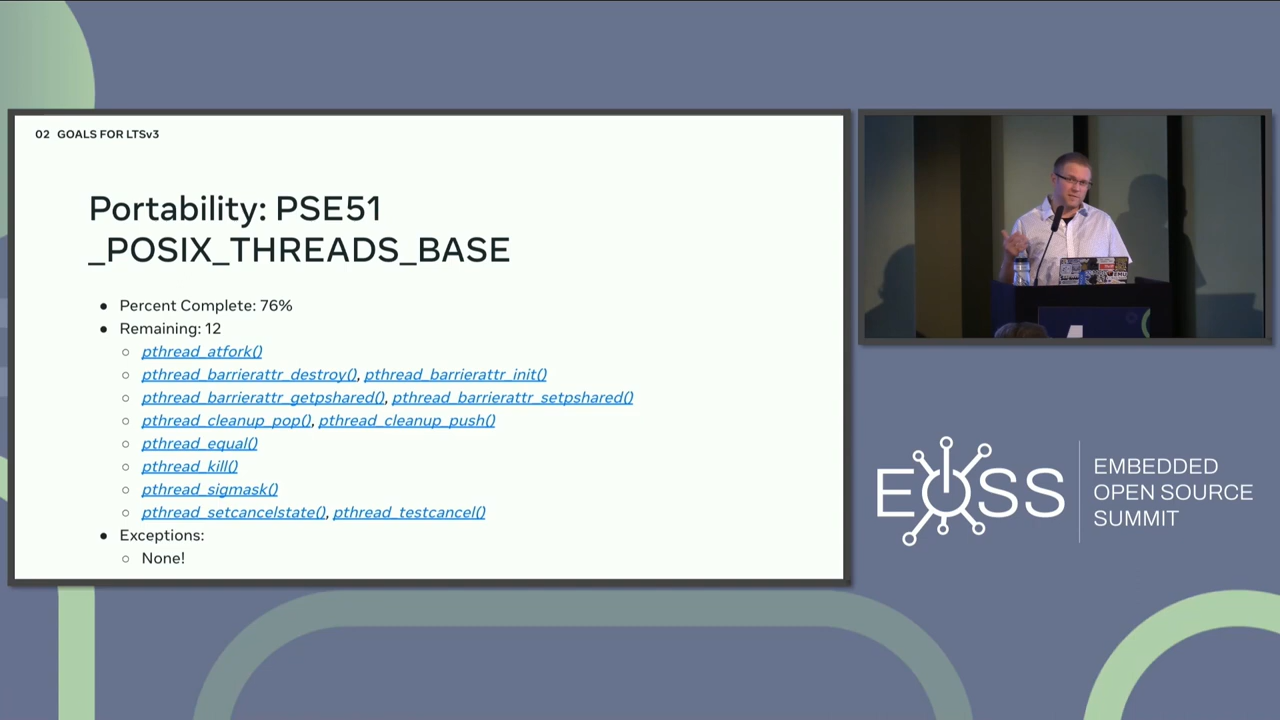 02 GOALS FOR LTSv3
Portability: PSE51
_POSIX_THREADS_BASE
● Percent Complete: 76%
● Remaining: 12
○ pthread_atfork()
○ pthread_barrierattr_destroy(), pthread_barrierattr_init()
○ pthread_barrierattr_getpshared(), pthread_barrierattr_setpshared()
○ pthread_cleanup_pop(), pthread_cleanup_push()
○ pthread_equal()
○ pthread_kill()
○ pthread_sigmask()
○ pthread_setcancelstate(), pthread_testcancel()
● Exceptions:
○ None!
EOSS
EMBEDDED
OPEN SOURCE
SUMMIT